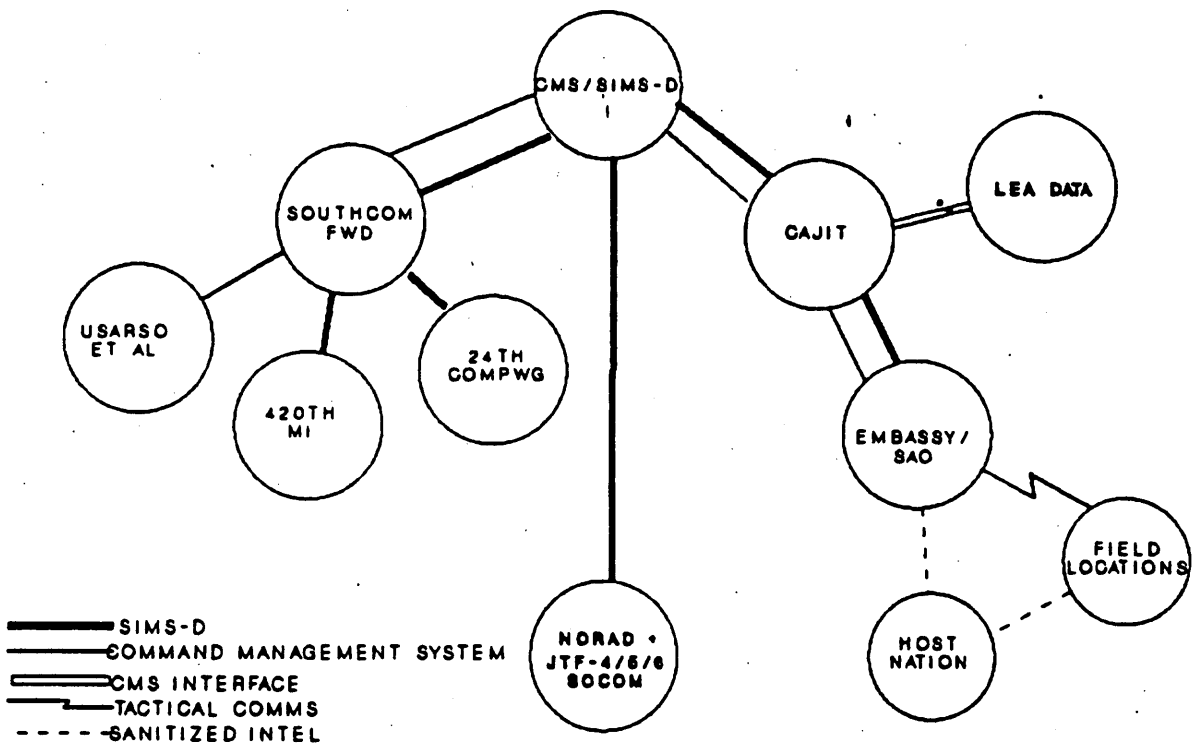 CMS/SIMS-D
SOUTHCOM
FWD
LEA DATA
CAJIT
USARSO
ET AL
24TH
COMPWG
420TH
MI
EMBASSY/
SAO
FIELD
LOCATIONS
NORAD +
JTF-4/5/6
SOCOM
HOST
NATION
SIMS-D
COMMAND MANAGEMENT SYSTEM
CMS INTERFACE
TACTICAL COMMS
SANITIZED INTEL